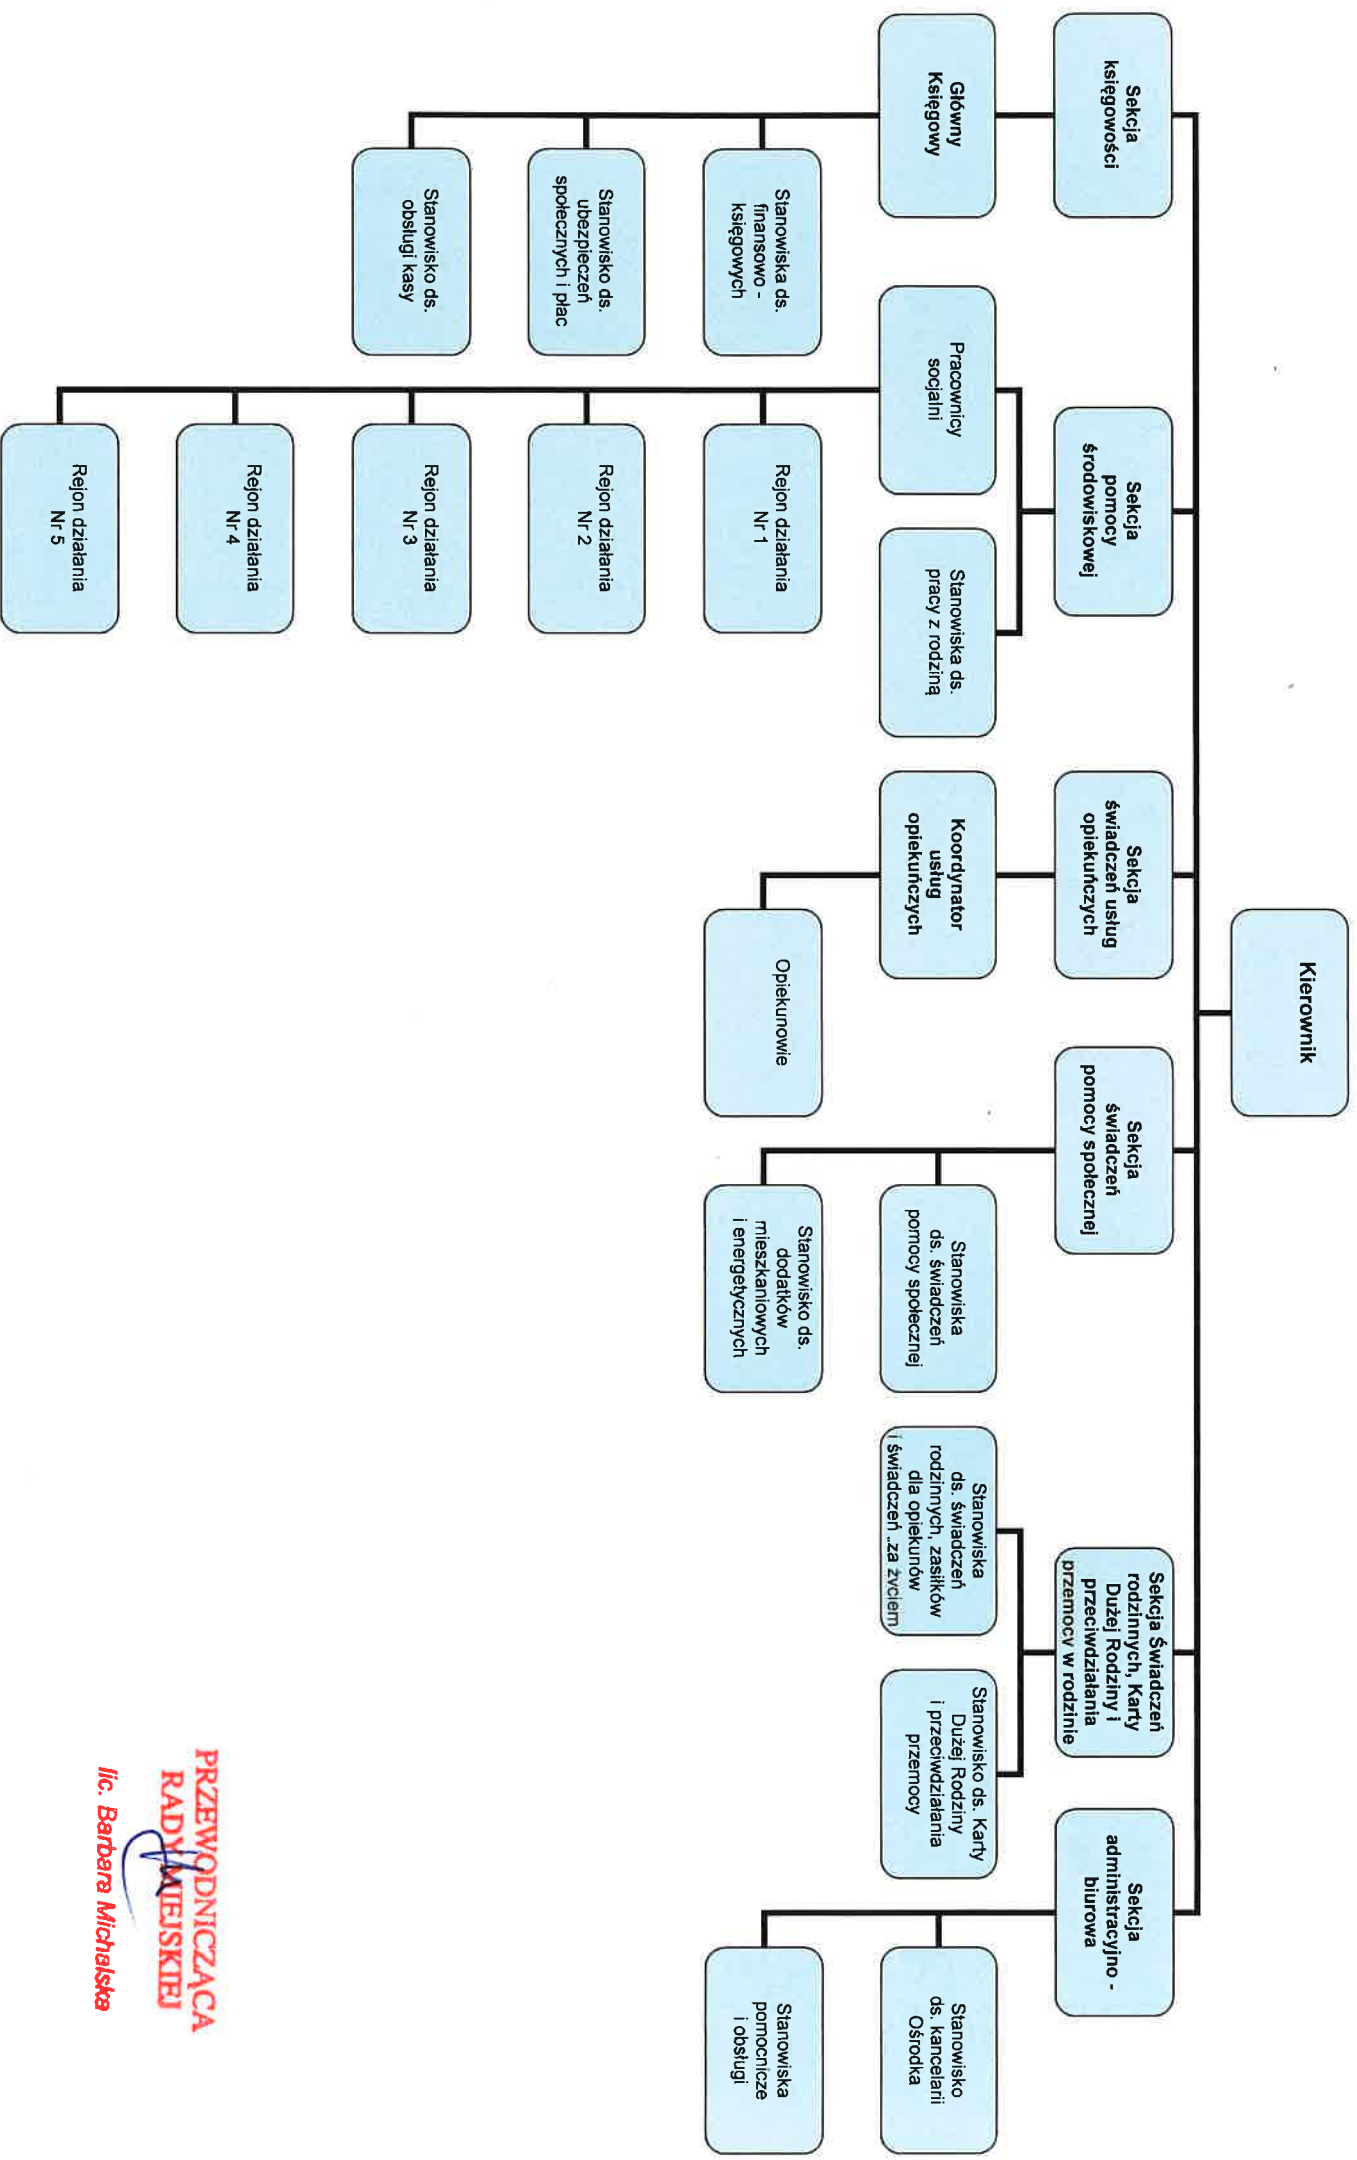 Kierownik
Sekcja
księgowości
Sekcja
pomocy
środowiskowej
Sekcja
świadczeń usług
opiekuńczych
Sekcja
świadczeń
pomocy społecznej
Sekcja Świadczeń
rodzinnych, Karty
Dużej Rodziny i
przeciwdziałania
przemocy w rodzinie
Sekcja
administracyjno -
biurowa
Główny
Księgowy
Pracownicy
socjalni
Stanowiska ds.
pracy z rodziną
Koordynator
usług
opiekuńczych
Stanowiska
ds. świadczeń
pomocy społecznej
Stanowiska
ds. świadczeń
rodzinnych, zasiłków
dla opiekunów
i świadczeń „za życiem
Stanowisko ds. Karty
Dużej Rodziny
i przeciwdziałania
przemocy
Stanowisko
ds. kancelarii
Ośrodka
Stanowiska ds.
finansowo -
księgowych
Rejon działania
Nr 1
Opiekunowie
Stanowisko ds.
dodatków
mieszkaniowych
i energetycznych
Stanowiska
pomocnicze
i obsługi
Stanowisko ds.
ubezpieczeń
społecznych i płac
Rejon działania
Nr 2
Stanowisko ds.
obsługi kasy
Rejon działania
Nr 3
Rejon działania
Nr 4
Rejon działania
Nr 5
PRZEWODNICZĄCA
RADY MIEJSKIEJ
lic. Barbara Michalska